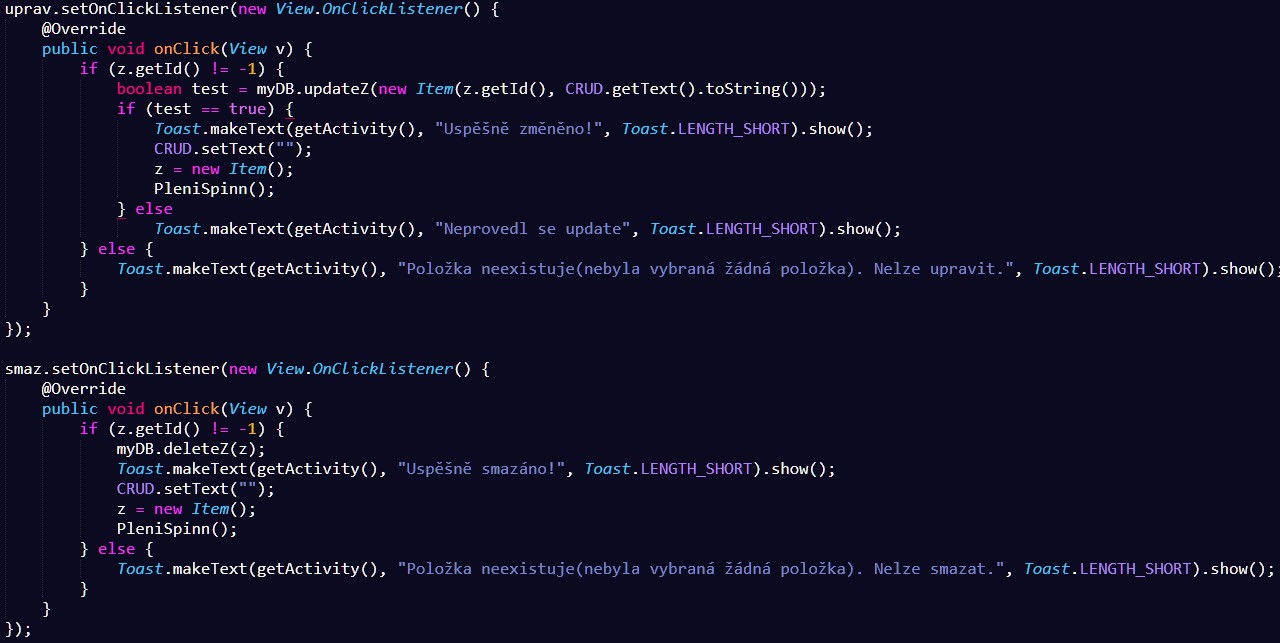 uprav.setOnClickListener(new View.OnClickListener() {
    @Override
    public void onClick(View v) {
        if (z.getId() != -1) {
            boolean test = myDB.updateZ(new Item(z.getId(), CRUD.getText().toString()));
            if (test == true) {
                Toast.makeText(getActivity(), "Uspěšně změněno!", Toast.LENGTH_SHORT).show();
                CRUD.setText("");
                z = new Item();
                PleniSpinn();
            } else
                Toast.makeText(getActivity(), "Neprovedl se update", Toast.LENGTH_SHORT).show();
        } else {
            Toast.makeText(getActivity(), "Položka neexistuje(nebyla vybraná žádná položka). Nelze upravit.", Toast.LENGTH_SHORT).show();
        }
    }
});

smaz.setOnClickListener(new View.OnClickListener() {
    @Override
    public void onClick(View v) {
        if (z.getId() != -1) {
            myDB.deleteZ(z);
            Toast.makeText(getActivity(), "Uspěšně smazáno!", Toast.LENGTH_SHORT).show();
            CRUD.setText("");
            z = new Item();
            PleniSpinn();
        } else {
            Toast.makeText(getActivity(), "Položka neexistuje(nebyla vybraná žádná položka). Nelze smazat.", Toast.LENGTH_SHORT).show();
        }
    }
});